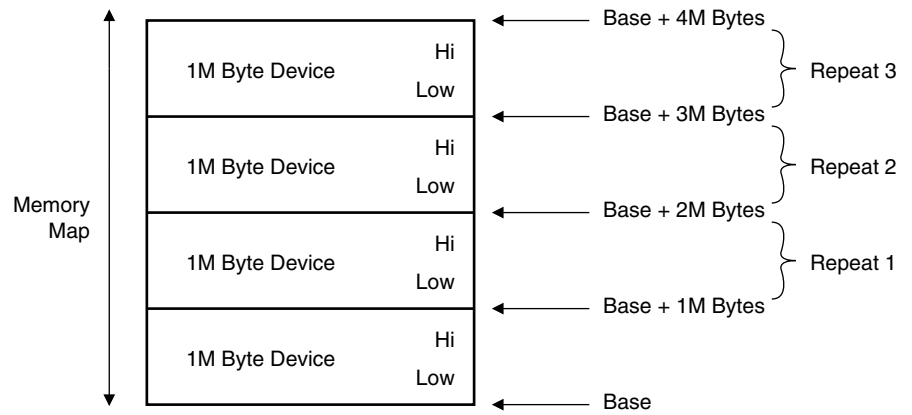 Base + 4M Bytes
Hi
1M Byte Device
Low
Repeat 3
Base + 3M Bytes
Hi
1M Byte Device
Low
Repeat 2
Memory
Map
Base + 2M Bytes
Hi
1M Byte Device
Low
Repeat 1
Base + 1M Bytes
Hi
1M Byte Device
Low
Base